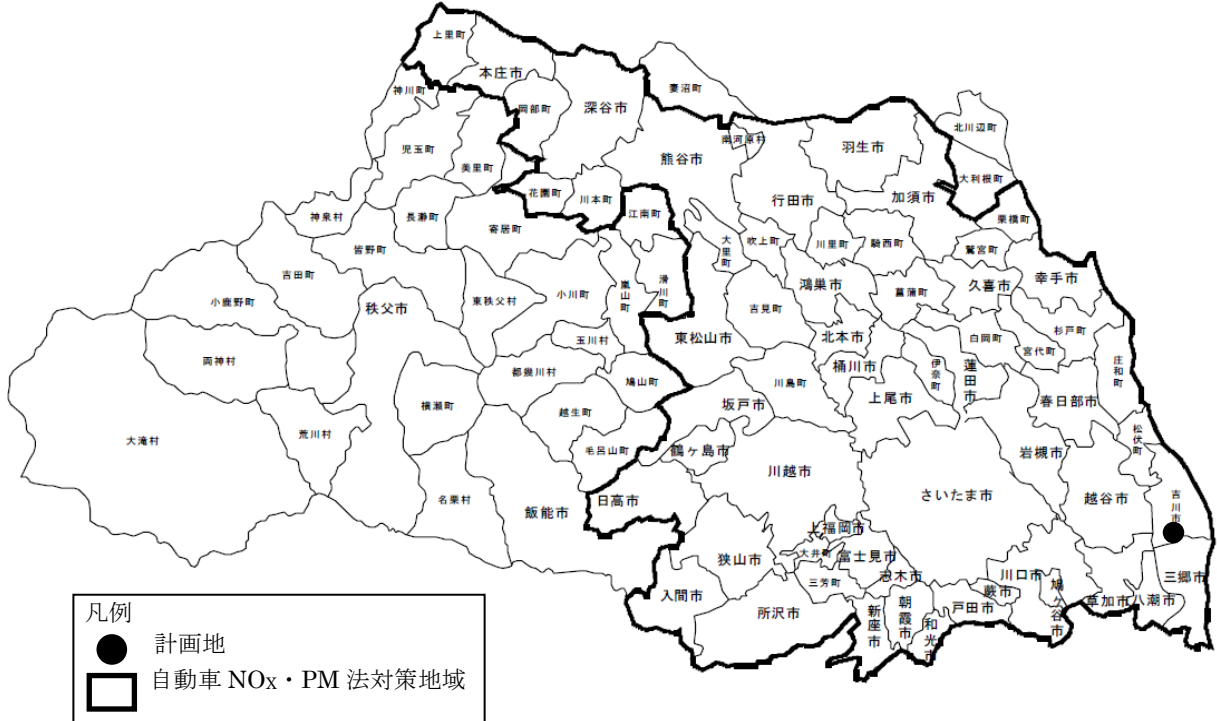 上里町
本庄市
妻沼町
神川町
岡部町
深谷市
北川辺町
南河原村
羽生市
児玉町
美里町
熊谷市
大利根町
花園町
川本町
行田市
加須市
神泉村
長瀞町
寄居町
江南町
栗橋町
皆野町
大里町
吹上町
川里町
騎西町
鷲宮町
吉田町
小鹿野町
秩父市
東秩父村
小川町
嵐山町
滑川町
鴻巣市
菖蒲町
久喜市
幸手市
吉見町
両神村
玉川村
東松山市
北本市
白岡町
宮代町
杉戸町
庄和町
都幾川村
鳩山町
川島町
桶川市
伊奈町
蓮田市
横瀬町
越生町
坂戸市
上尾市
春日部市
大滝村
荒川村
毛呂山町
鶴ヶ島市
川越市
岩槻市
松伏町
名栗村
飯能市
日高市
さいたま市
越谷市
吉川市
上福岡市
狭山市
大井町
富士見市
三芳町
志木市
川口市
三郷市
入間市
所沢市
新座市
朝霞市
和光市
戸田市
蕨市
鳩ヶ谷市
草加市
八潮市
凡例
計画地
自動車 NOx・PM 法対策地域